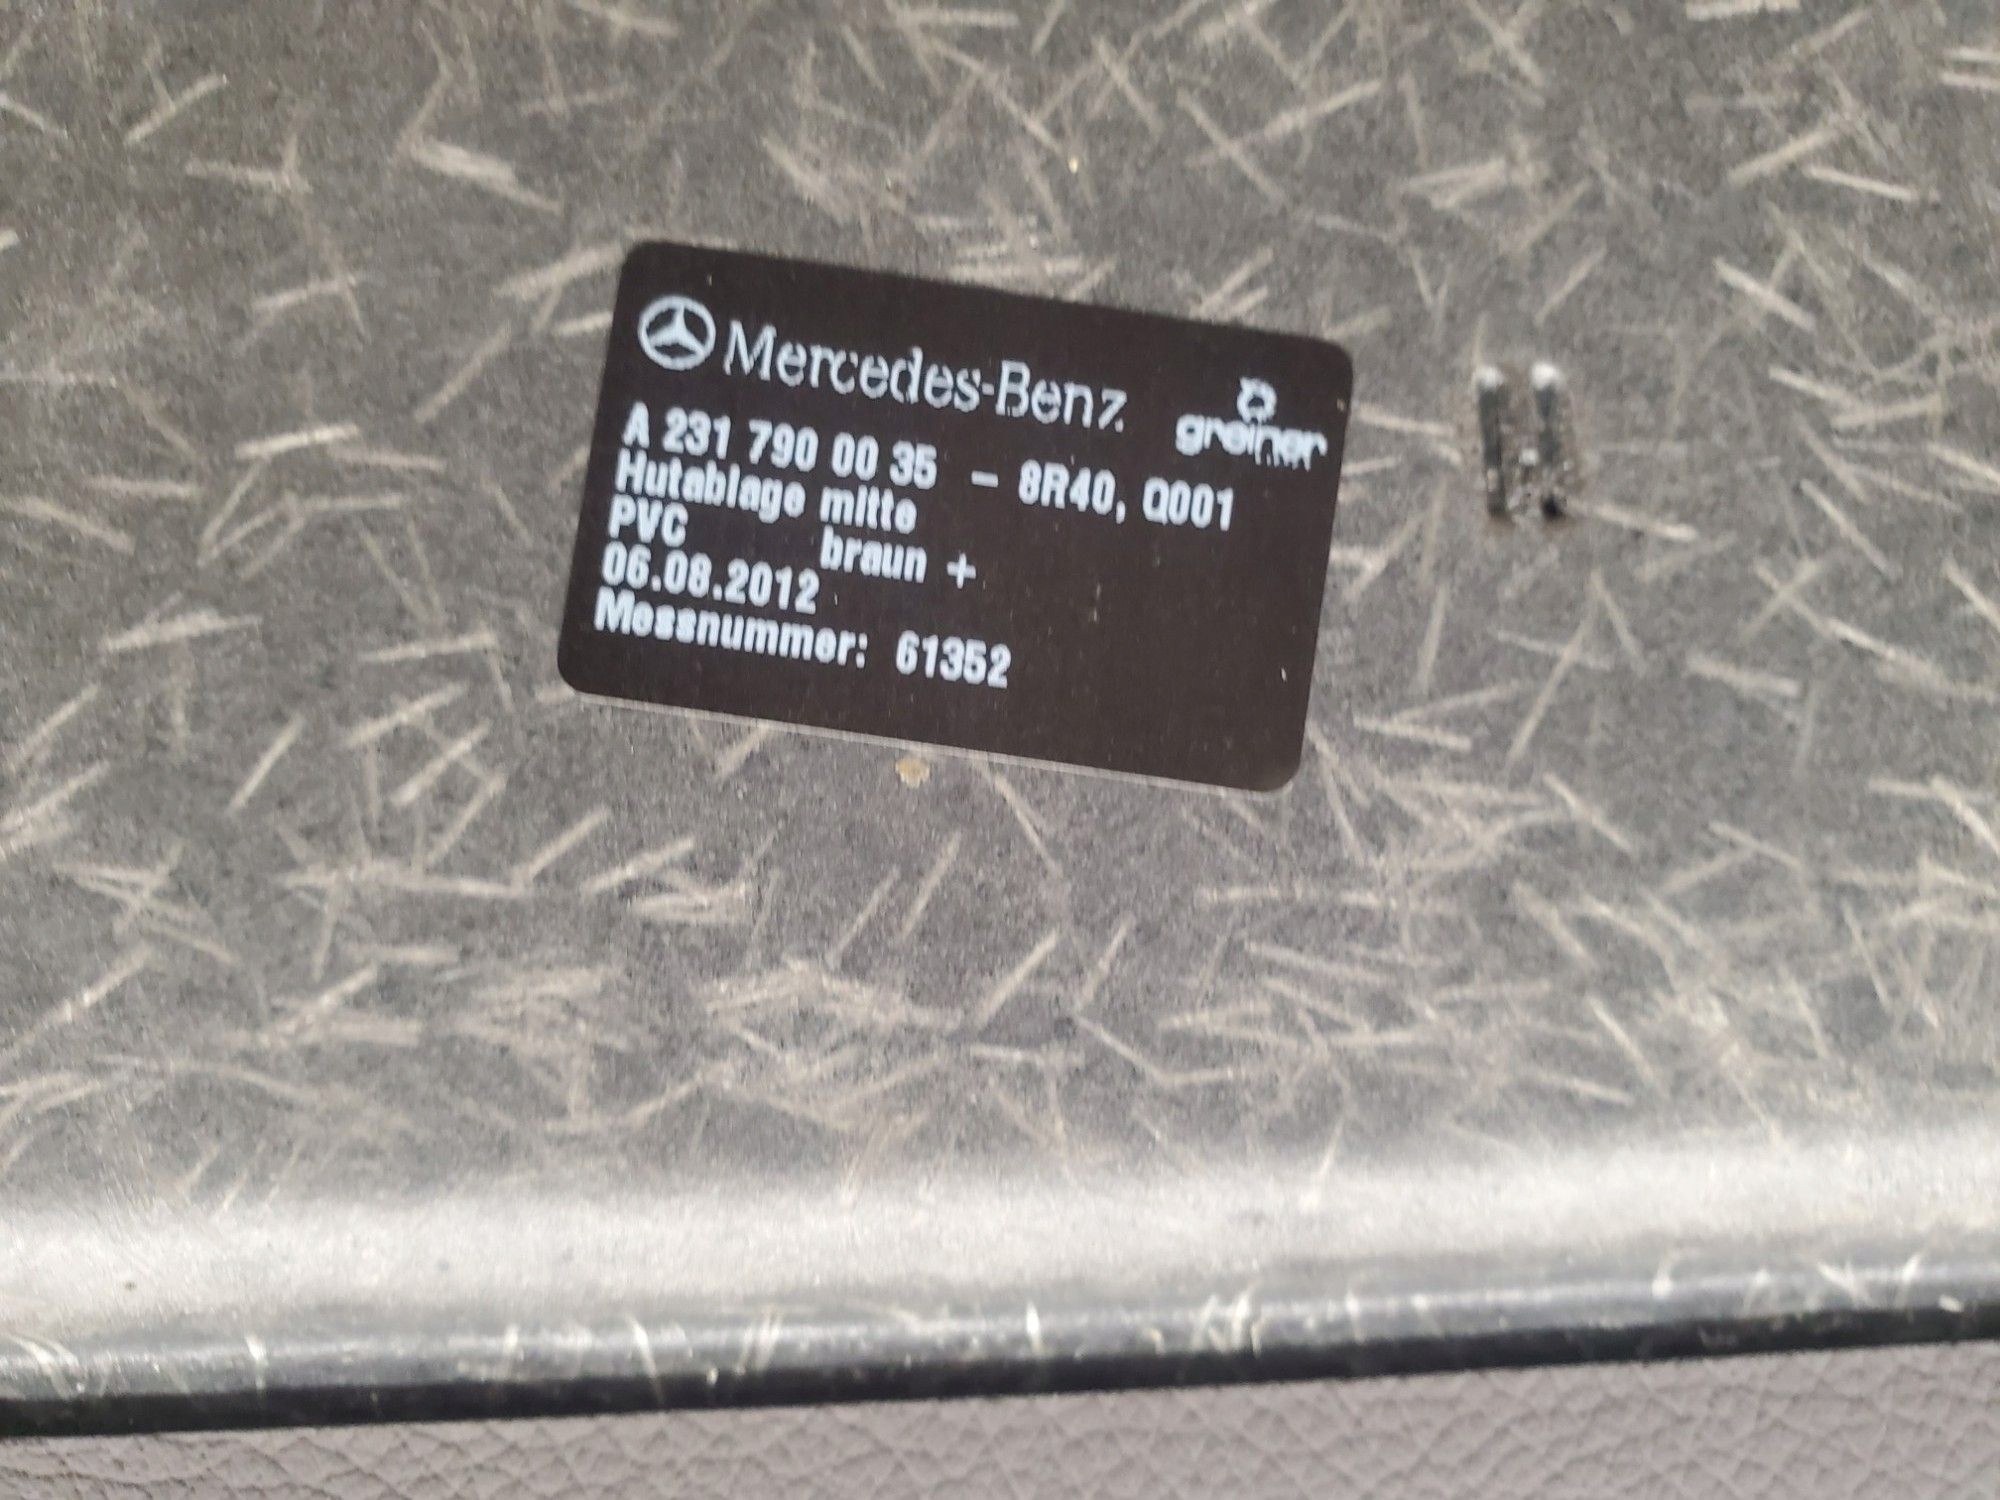 Mercedes-Benz
greiner
A 231 790 00 35 - 8R40, Q001
Hutablage mitte
PVC braun +
06.08.2012
Messnummer: 61352